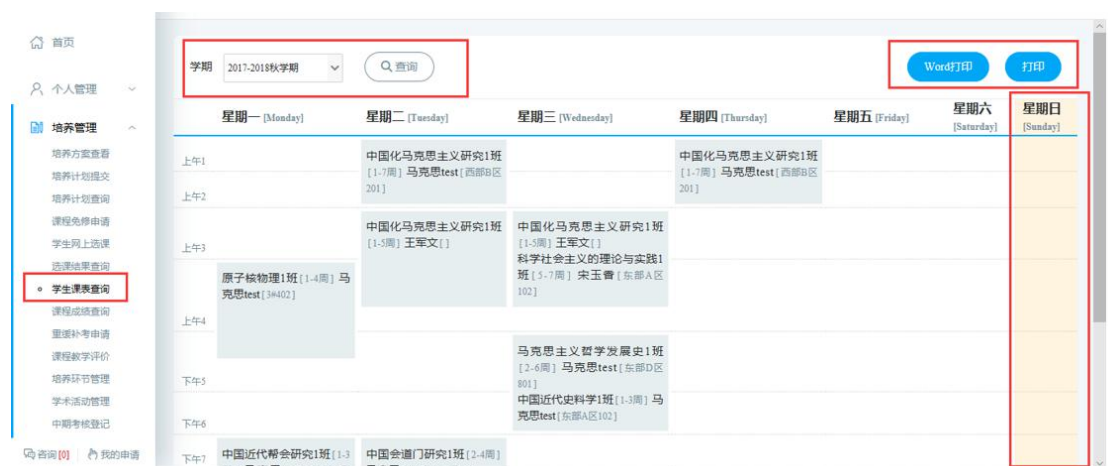 首页
个人管理
培养管理
培养方案查看
培养计划提交
培养计划查询
课程免修申请
学生网上选课
选课结果查询
学生课表查询
课程成绩查询
重缓补考申请
课程教学评价
培养环节管理
学术活动管理
中期考核登记
咨询[0] 我的申请
学期 2017-2018秋学期 查询 Word打印 打印
星期一 [Monday] 星期二 [Tuesday] 星期三 [Wednesday] 星期四 [Thursday] 星期五 [Friday] 星期六 [Saturday] 星期日 [Sunday]
上午1
中国化马克思主义研究1班
[1-7周] 马克思test[西部B区
201]
中国化马克思主义研究1班
[1-7周] 马克思test[西部B区
201]
上午2
上午3
中国化马克思主义研究1班
[1-5周] 王军文[]
中国化马克思主义研究1班
[1-5周] 王军文[]
科学社会主义的理论与实践1
班[5-7周] 宋玉香[东部A区
102]
原子核物理1班[1-4周] 马
克思test[3#402]
上午4
下午5
马克思主义哲学发展史1班
[2-6周] 马克思test[东部D区
801]
中国近代史科学1班[1-3周] 马
克思test[东部A区102]
下午6
下午7
中国近代帮会研究1班[1-3
中国会道门研究1班[2-4周]